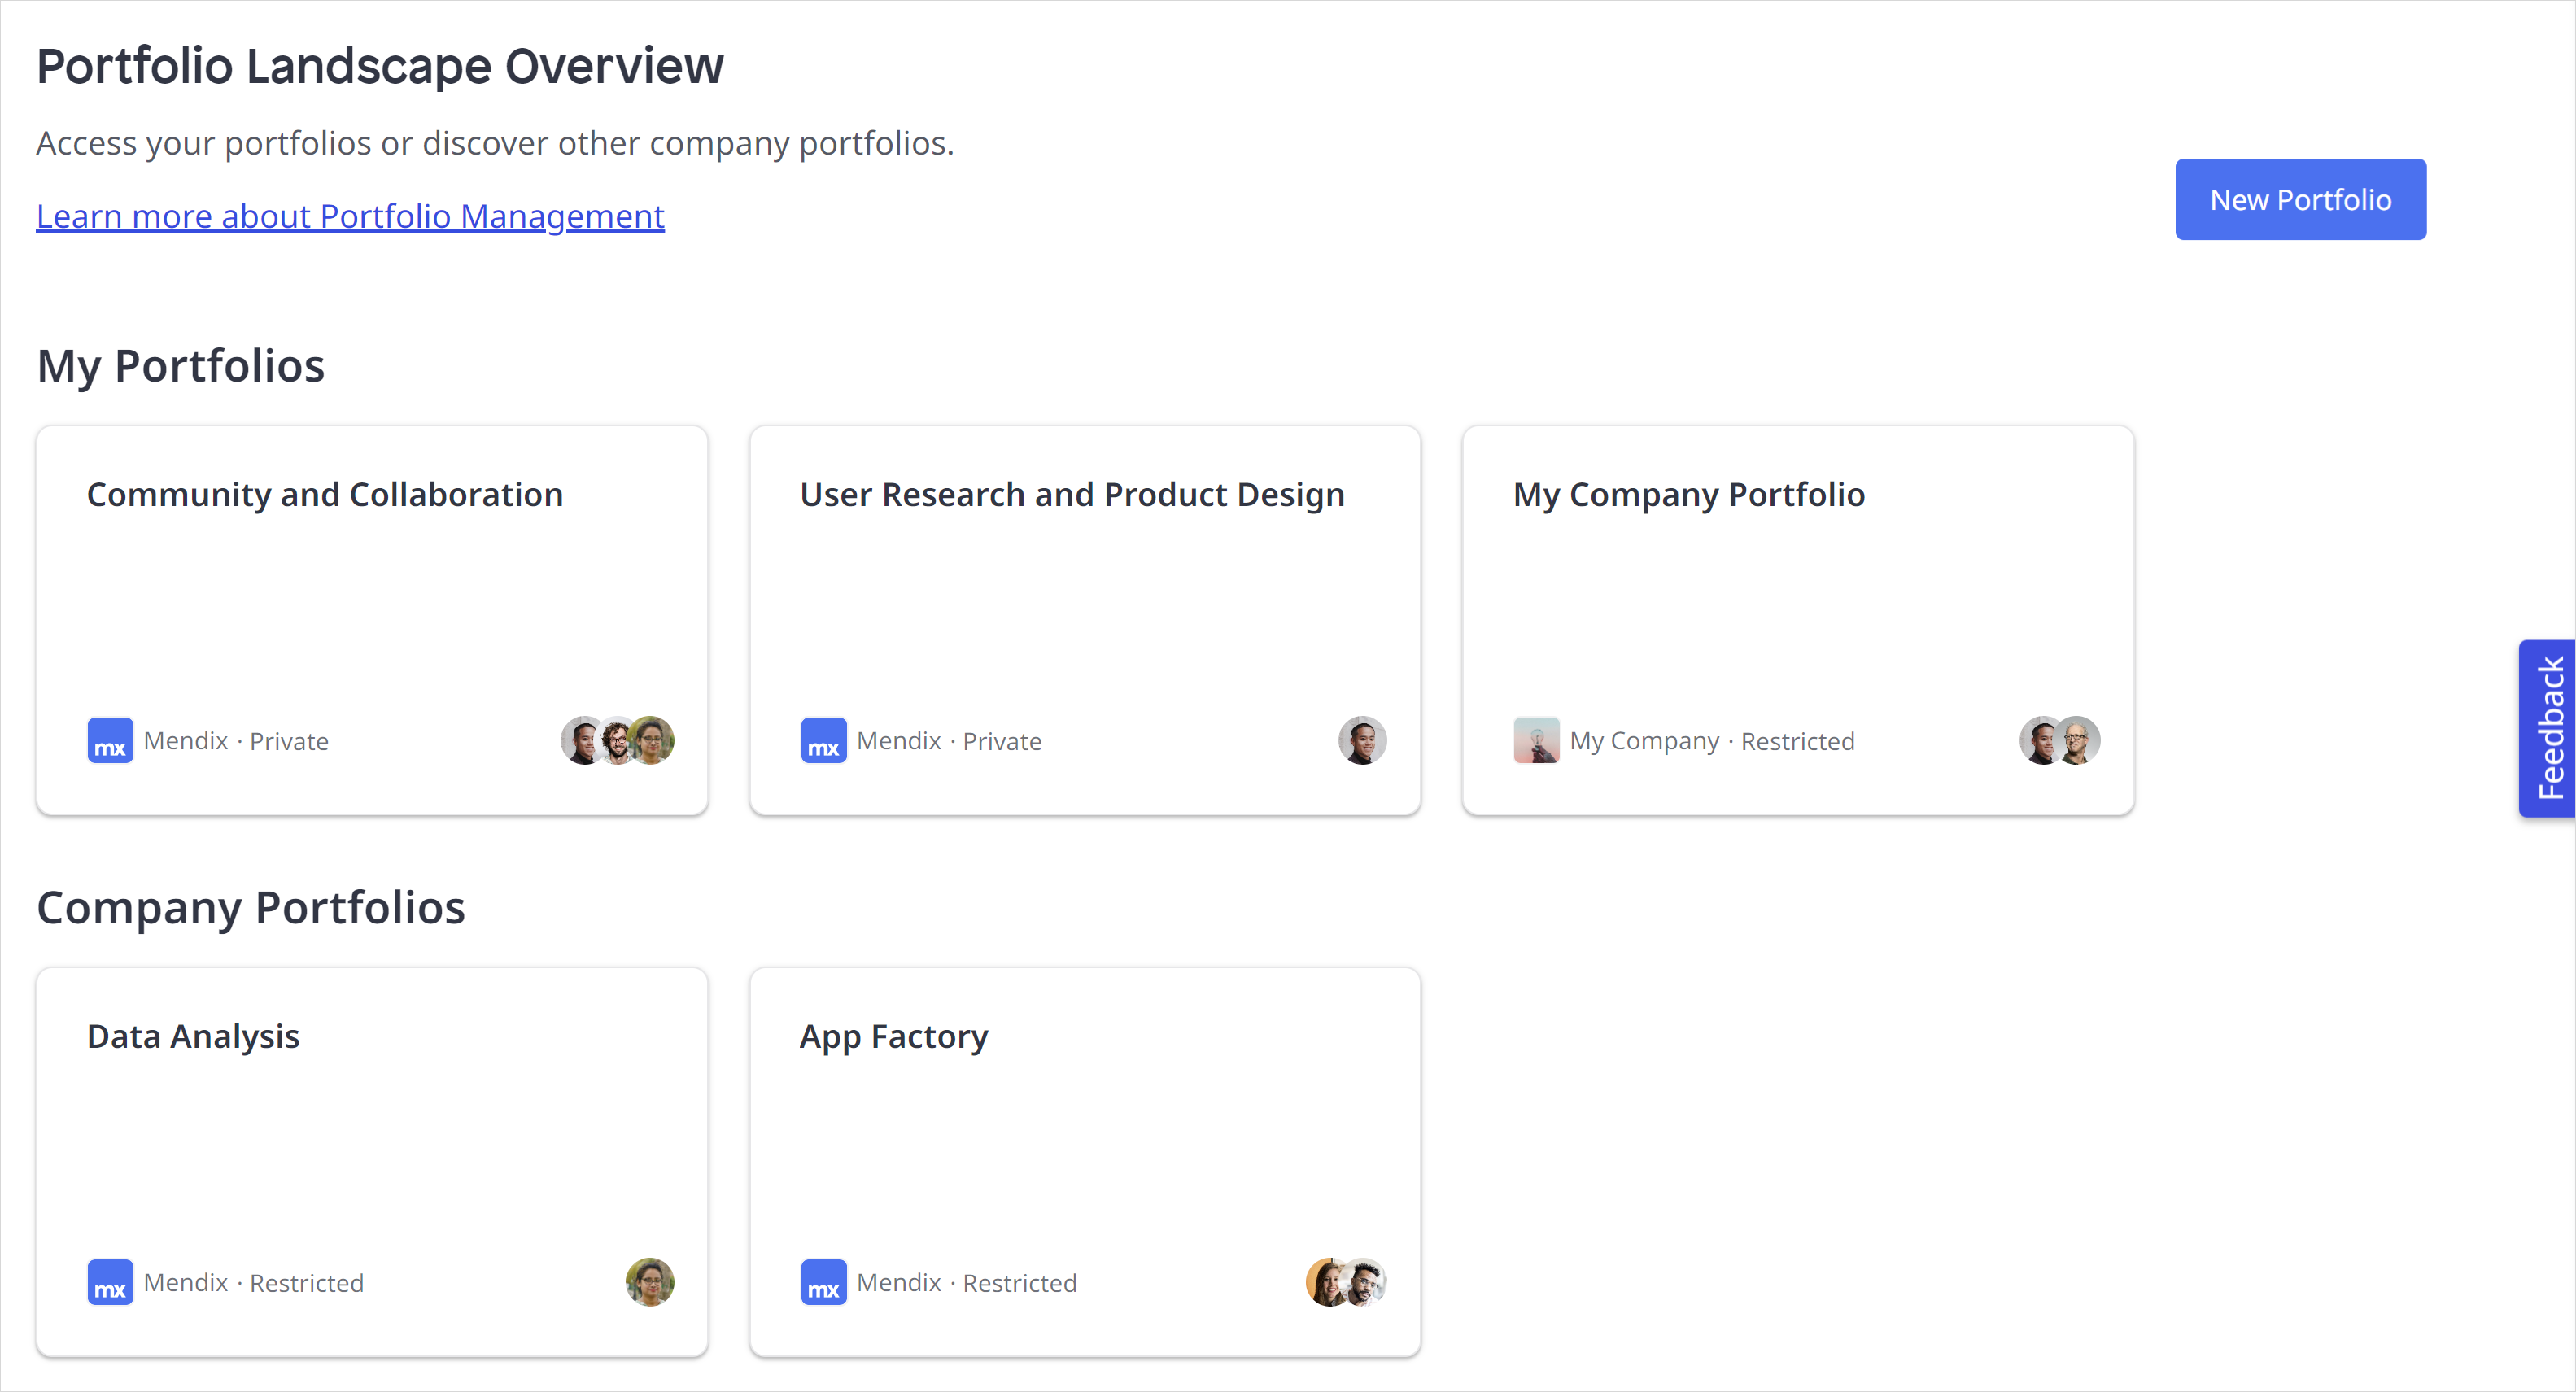 Portfolio Landscape Overview
Access your portfolios or discover other company portfolios.
Learn more about Portfolio Management
New Portfolio
My Portfolios
Community and Collaboration
mx Mendix · Private
User Research and Product Design
mx Mendix · Private
My Company Portfolio
My Company · Restricted
Feedback
Company Portfolios
Data Analysis
mx Mendix · Restricted
App Factory
mx Mendix · Restricted